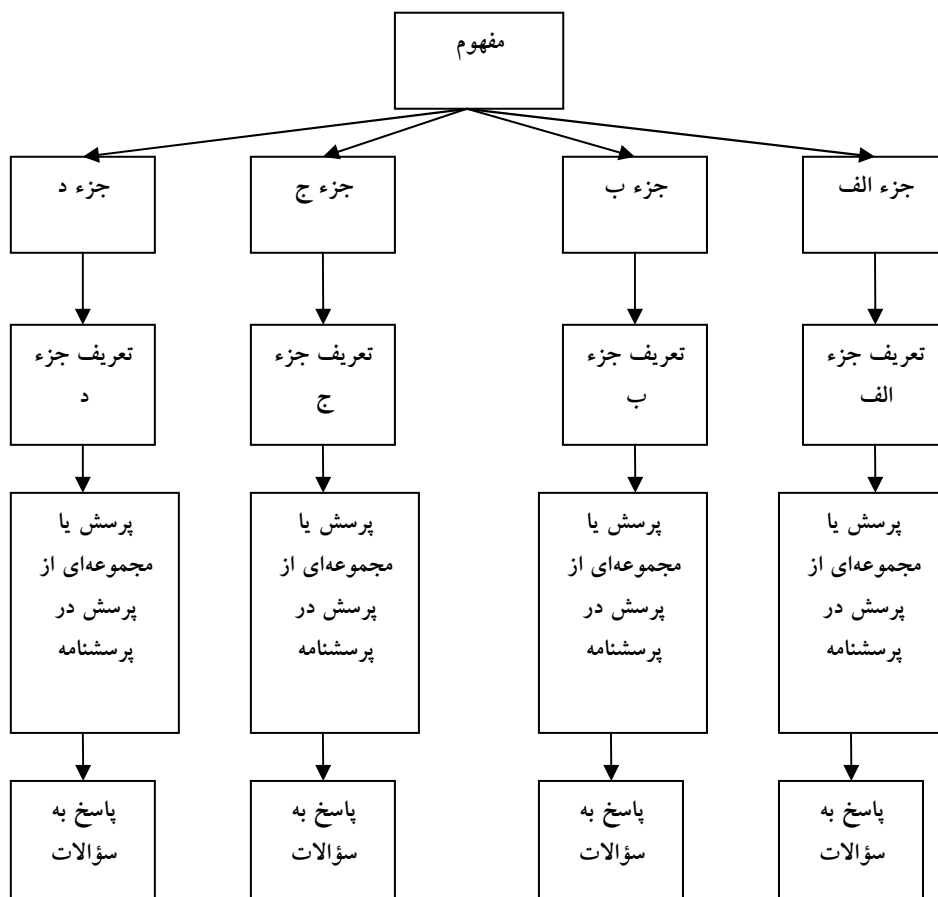 مفهوم
جزء الف
جزء ب
جزء ج
جزء د
تعریف جزء
الف
تعریف جزء
ب
تعریف جزء
ج
تعریف جزء
د
پرسش یا
مجموعه‌ای از
پرسش در
پرسشنامه
پرسش یا
مجموعه‌ای از
پرسش در
پرسشنامه
پرسش یا
مجموعه‌ای از
پرسش در
پرسشنامه
پرسش یا
مجموعه‌ای از
پرسش در
پرسشنامه
پاسخ به
سؤالات
پاسخ به
سؤالات
پاسخ به
سؤالات
پاسخ به
سؤالات